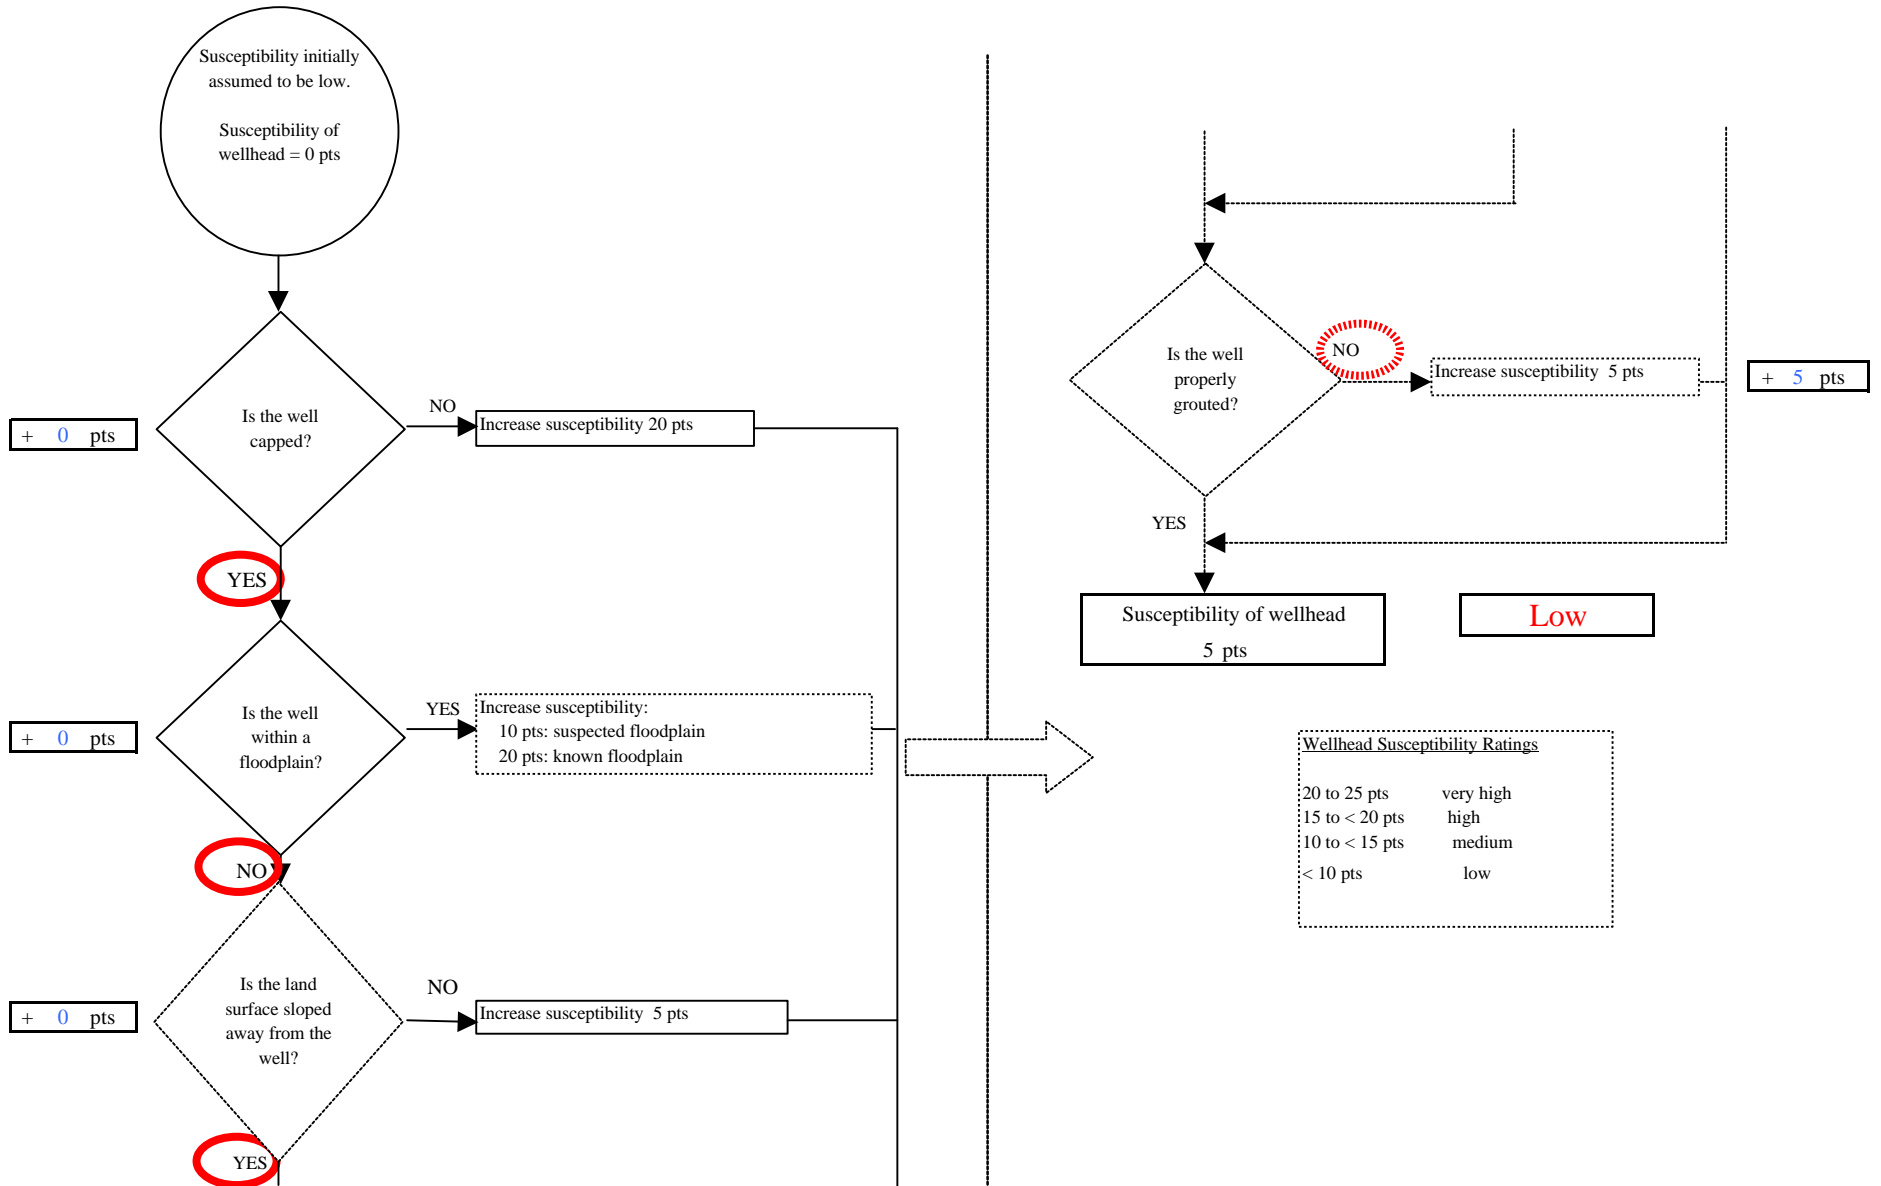 Susceptibility initially
assumed to be low.
Susceptibility of
wellhead = 0 pts
Is the well
capped?
NO
Increase susceptibility 20 pts
+ 0 pts
YES
Is the well
within a
floodplain?
YES
Increase susceptibility:
10 pts: suspected floodplain
20 pts: known floodplain
+ 0 pts
NO
Is the land
surface sloped
away from the
well?
NO
Increase susceptibility 5 pts
+ 0 pts
YES
Is the well
properly
grouted?
NO
Increase susceptibility 5 pts
+ 5 pts
YES
Susceptibility of wellhead
5 pts
Low
Wellhead Susceptibility Ratings
20 to 25 pts very high
15 to < 20 pts high
10 to < 15 pts medium
< 10 pts low